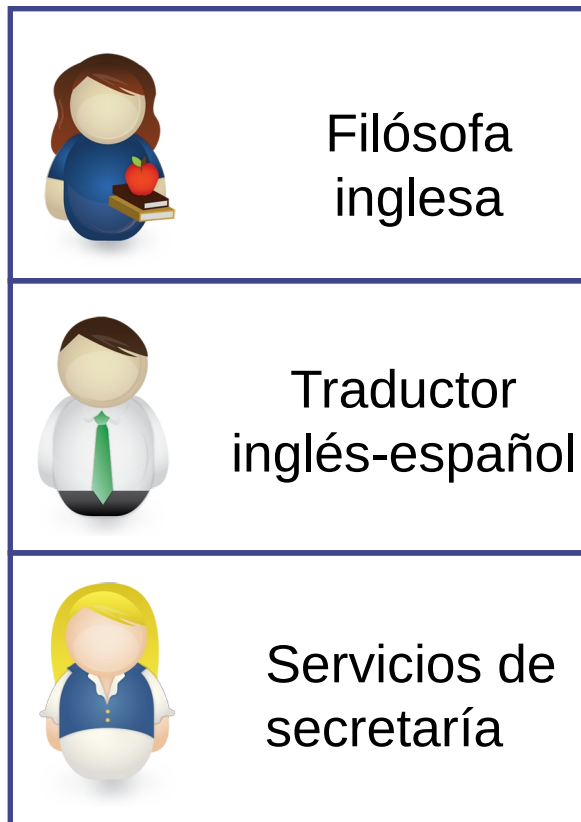 Filósofa
inglesa
Traductor
inglés-español
Servicios de
secretaría